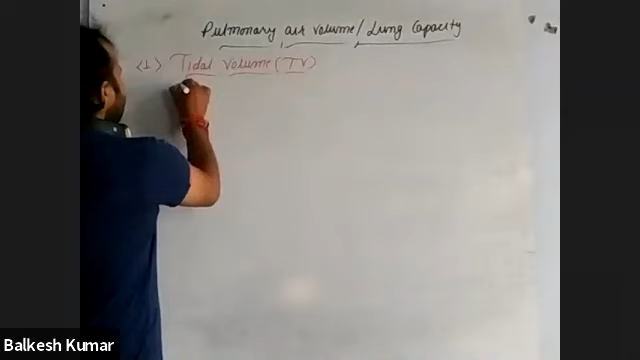 Pulmonary air volume/Lung Capacity
<1> Tidal Volume (TV)
Balkesh Kumar